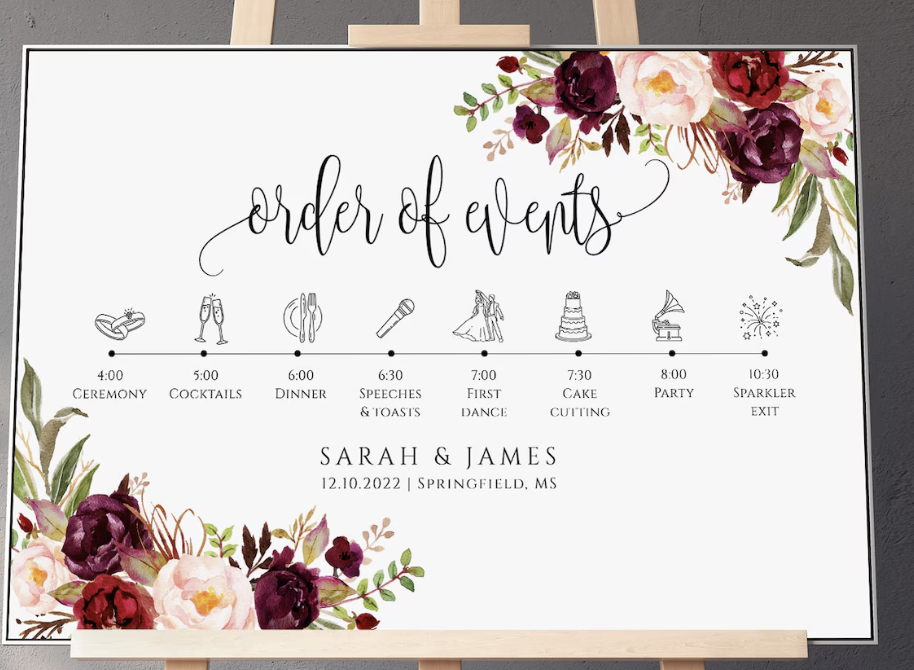 order of events
4:00 5:00 6:00 6:30 7:00 7:30 8:00 10:30
Ceremony Cocktails Dinner Speeches First Cake Party Sparkler
& Toasts Dance Cutting Exit
SARAH & JAMES
12.10.2022 | Springfield, MS